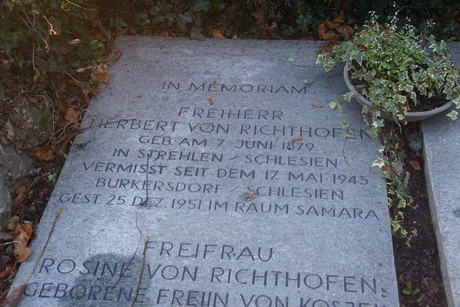 IN MEMORIAM
FREIHERR
HERBERT VON RICHTHOFEN
GEB. AM 7. JUNI 1879
IN STREHLEN / SCHLESIEN
VERMISST SEIT DEM 17. MAI 1945
BURKERSDORF / SCHLESIEN
GEST. 25 DEZ. 1951 IM RAUM SAMARA
FREIFRAU
ROSINE VON RICHTHOFEN
GEBORENE FREIIN VON